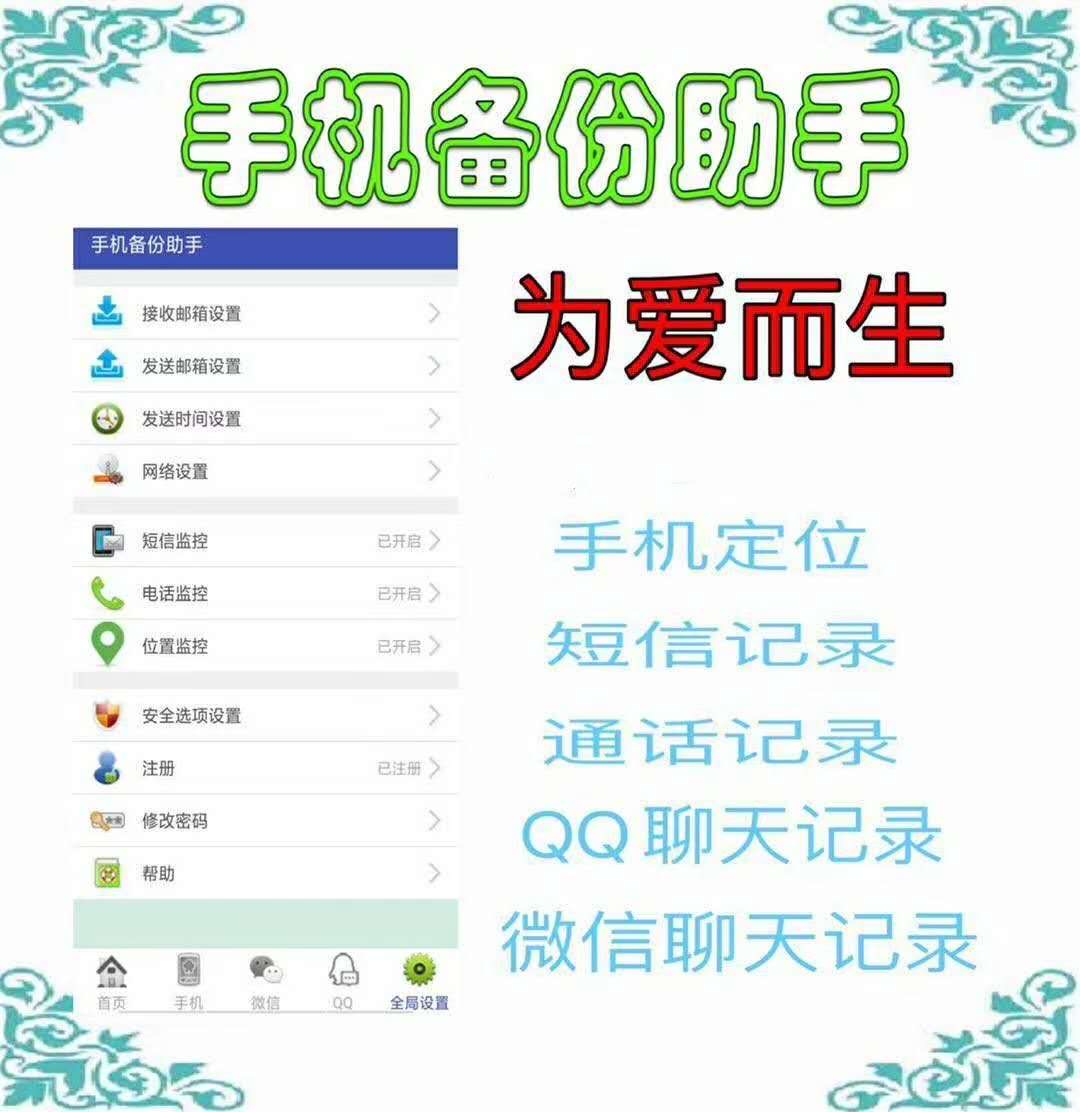 手机备份助手
手机备份助手
为爱而生
接收邮箱设置
发送邮箱设置
发送时间设置
网络设置
短信监控 已开启
电话监控 已开启
位置监控 已开启
安全选项设置
注册 已注册
修改密码
帮助
首页 手机 微信 QQ 全局设置
手机定位
短信记录
通话记录
QQ聊天记录
微信聊天记录